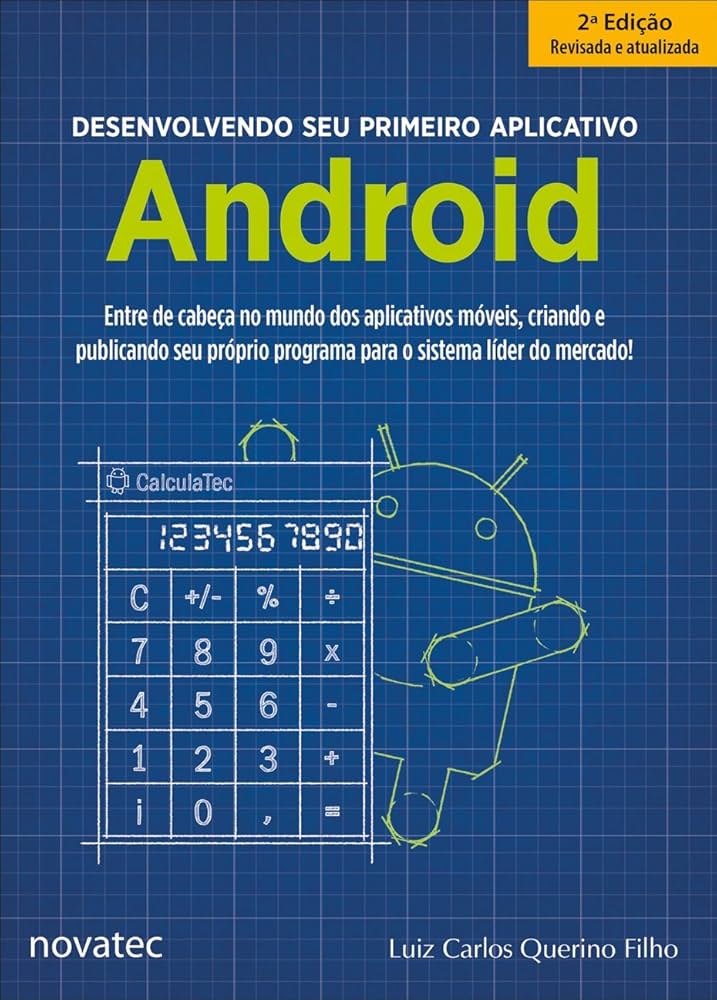 2ª Edição
Revisada e atualizada
DESENVOLVENDO SEU PRIMEIRO APLICATIVO
Android
Entre de cabeça no mundo dos aplicativos móveis, criando e
publicando seu próprio programa para o sistema líder do mercado!
CalculaTec
1234567890
C +/- % ÷
7 8 9 x
4 5 6 -
1 2 3 +
i 0 , =
novatec
Luiz Carlos Querino Filho